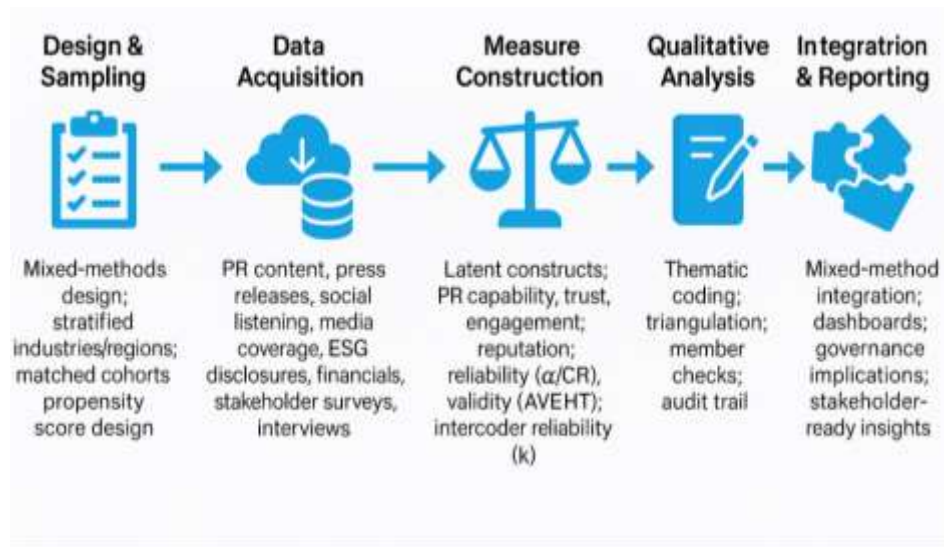 Design &
Sampling
Mixed-methods
design;
stratified
industries/regions;
matched cohorts
propensity
score design
Data
Acquisition
PR content, press
releases, social
listening, media
coverage, ESG
disclosures, financials,
stakeholder surveys,
interviews
Measure
Construction
Latent constructs;
PR capability, trust,
engagement;
reputation;
reliability (α/CR),
validity (AVEHT);
intercoder reliability
(k)
Qualitative
Analysis
Thematic
coding;
triangulation;
member
checks;
audit trail
Integratrion
& Reporting
Mixed-method
integration;
dashboards;
governance
implications;
stakeholder-
ready insights